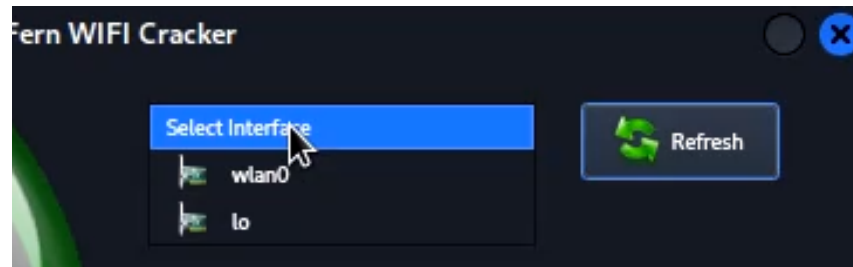 Fern WIFI Cracker
Select Interface
Refresh
wlan0
lo